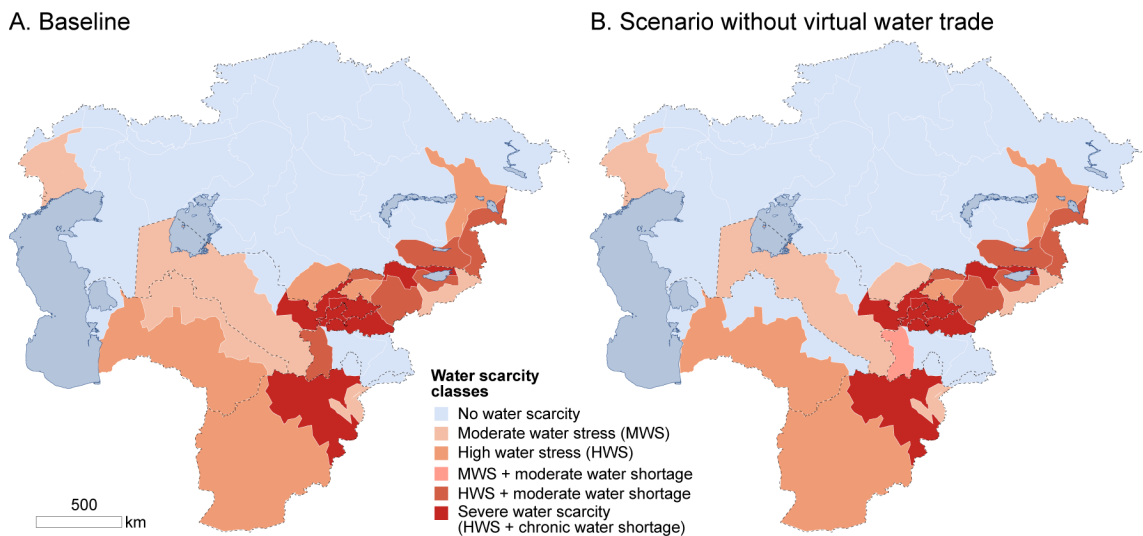 A. Baseline
B. Scenario without virtual water trade
Water scarcity
classes
No water scarcity
Moderate water stress (MWS)
High water stress (HWS)
MWS + moderate water shortage
HWS + moderate water shortage
Severe water scarcity
(HWS + chronic water shortage)
500
km